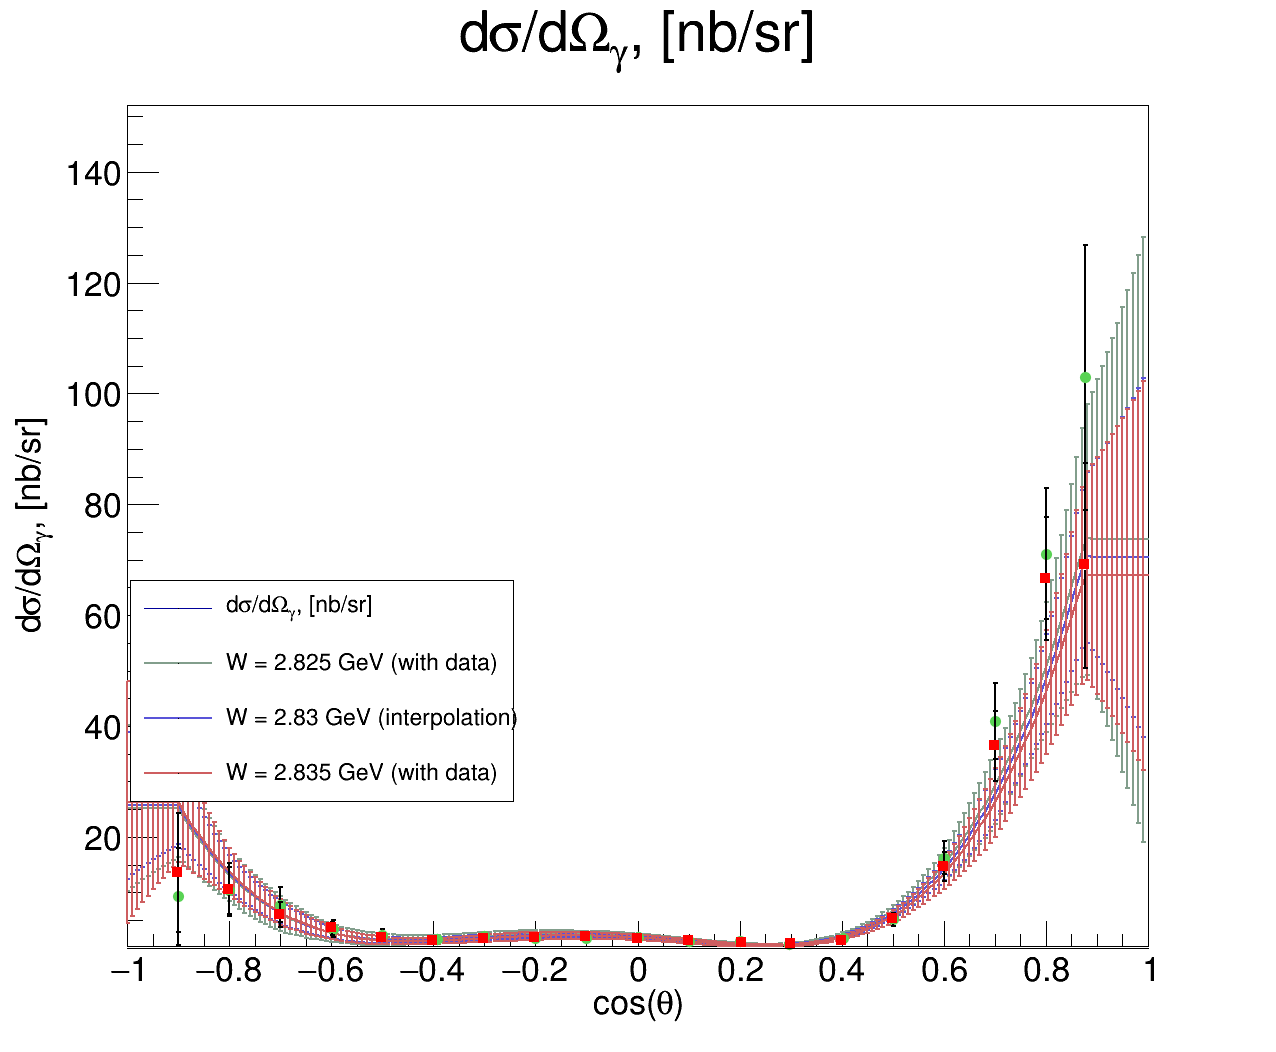 dσ/dΩγ, [nb/sr]
dσ/dΩγ, [nb/sr]
140
120
100
80
60
40
20
dσ/dΩγ, [nb/sr]
W = 2.825 GeV (with data)
W = 2.83 GeV (interpolation)
W = 2.835 GeV (with data)
−1 −0.8 −0.6 −0.4 −0.2 0 0.2 0.4 0.6 0.8 1
cos(θ)